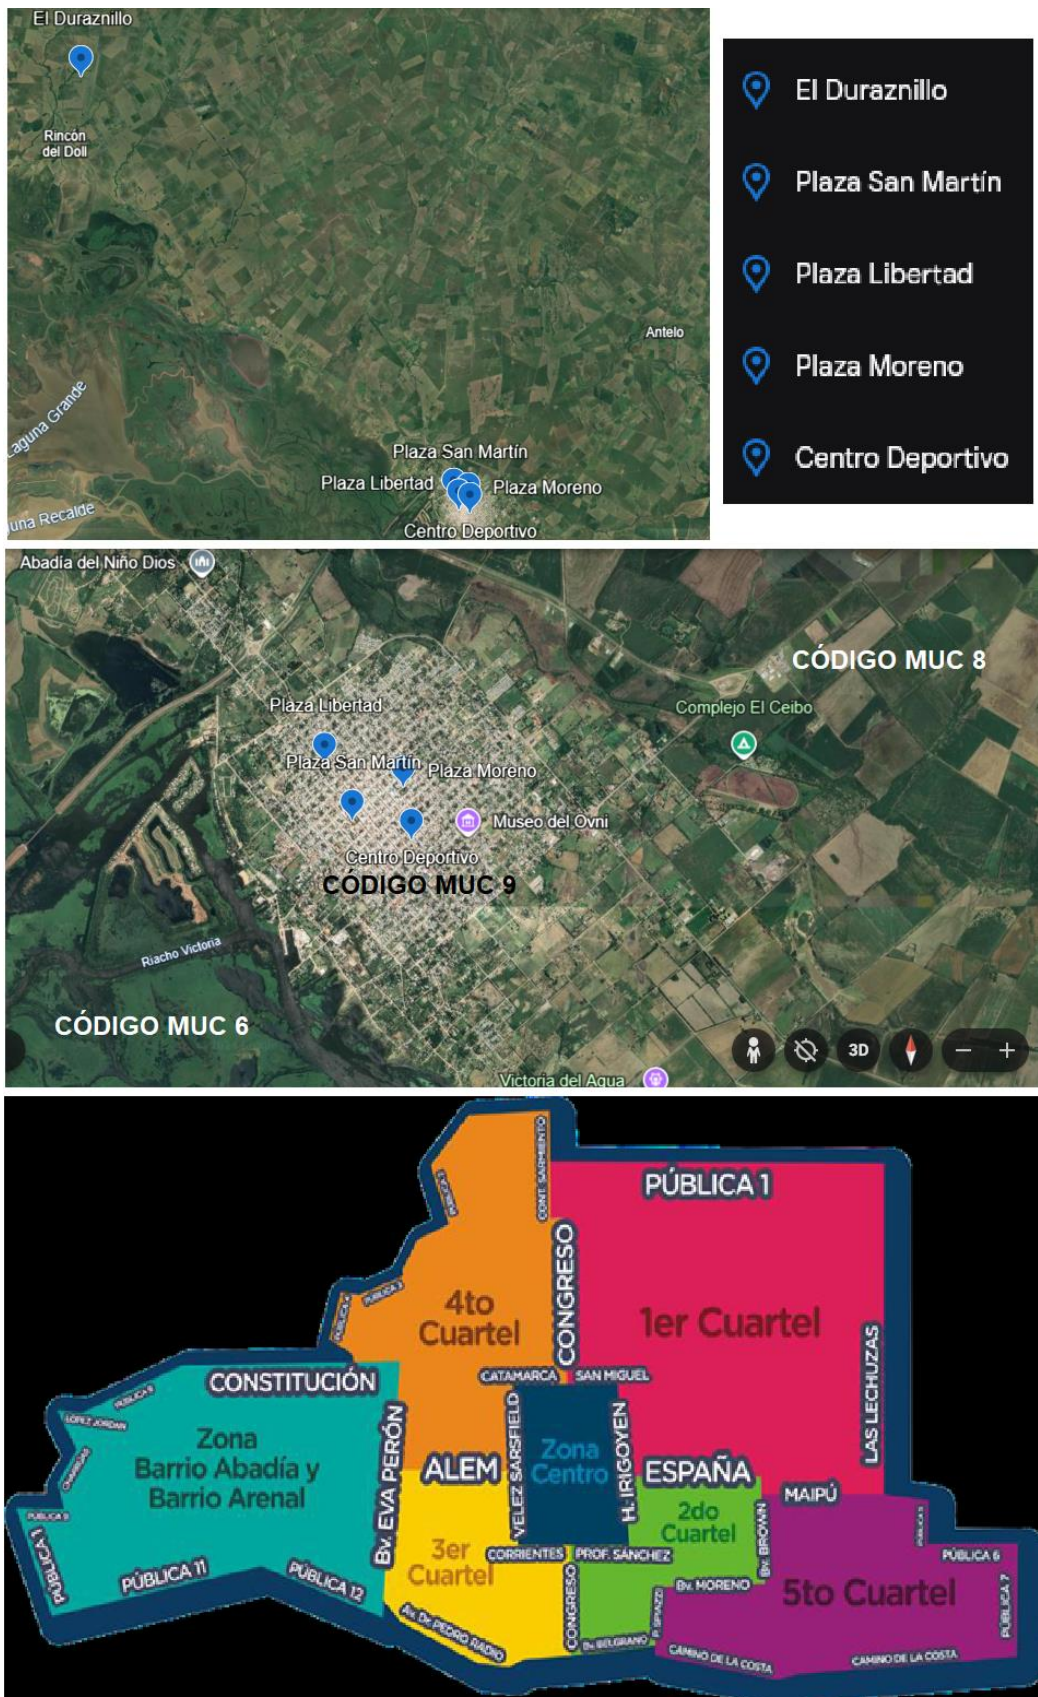 El Duraznillo
Rincón
del Doll
Antelo
Laguna Grande
Plaza San Martín
Plaza Libertad
Plaza Moreno
Centro Deportivo
una Recalde
El Duraznillo
Plaza San Martín
Plaza Libertad
Plaza Moreno
Centro Deportivo
Abadía del Niño Dios
CÓDIGO MUC 8
Complejo El Ceibo
Plaza Libertad
Plaza San Martín
Plaza Moreno
Museo del Ovni
Centro Deportivo
CÓDIGO MUC 9
Riacho Victoria
CÓDIGO MUC 6
3D
Victoria del Agua
CONT. SARMIENTO
PÚBLICA 1
CONGRESO
PÚBLICA 3
PÚBLICA 4
4to
Cuartel
1er Cuartel
LAS LECHUZAS
CONSTITUCIÓN
CATAMARCA
SAN MIGUEL
LOPEZ JORDAN
Zona
Barrio Abadía y
Barrio Arenal
Bv. EVA PERÓN
ALEM
VELEZ SARSFIELD
Zona
Centro
H. IRIGOYEN
ESPAÑA
MAIPÚ
2do
Cuartel
Bv. BROWN
PÚBLICA 1
PÚBLICA 11
PÚBLICA 12
3er
Cuartel
CORRIENTES
PROF. SÁNCHEZ
PÚBLICA 6
PÚBLICA 7
CONGRESO
Bv. MORENO
5to Cuartel
Av. Dr. PEDRO RADIO
Bv. BELGRANO
P. SPIAZZI
CAMINO DE LA COSTA
CAMINO DE LA COSTA